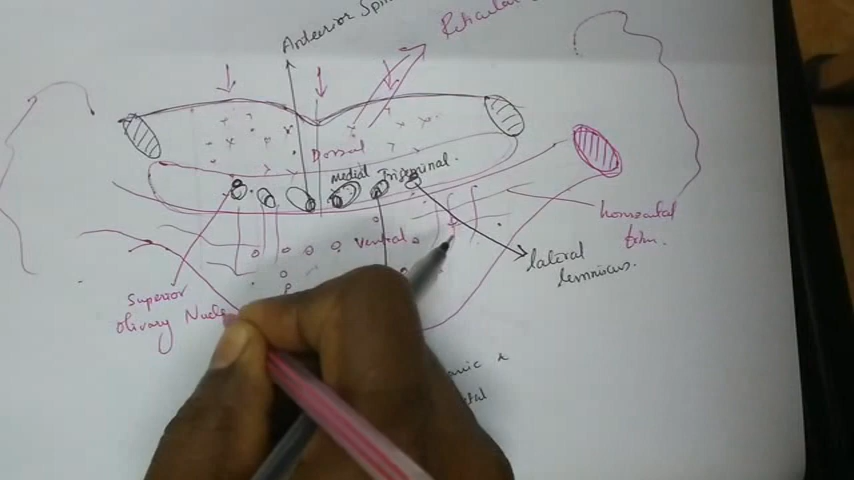 Anterior Spin
Reticular
Dorsal
medial Trigeminal.
Ventral
horizontal
lateral
lemniscus.
Superior
Olivary Nucle